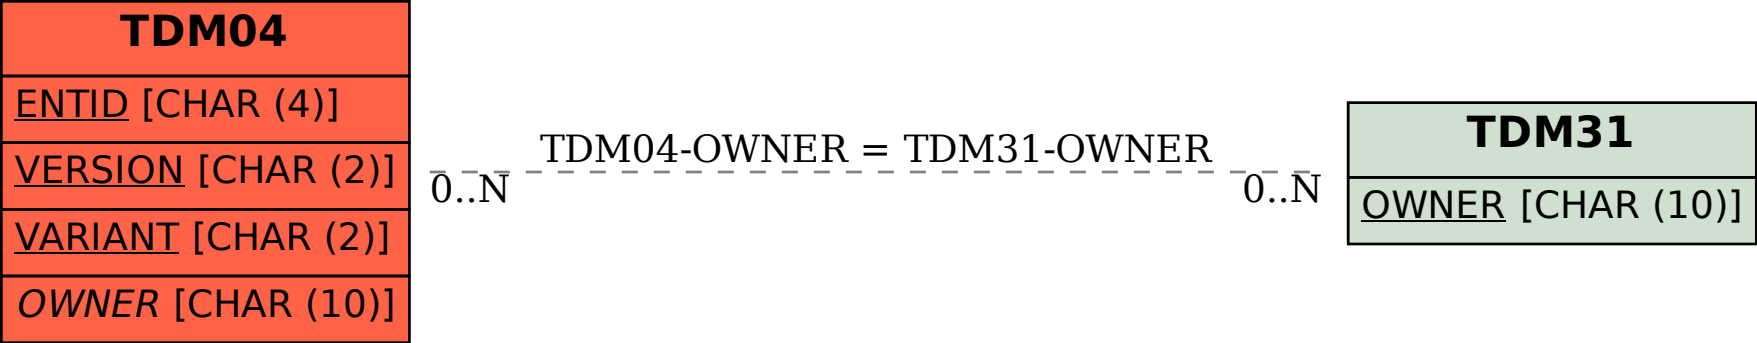 TDM04
ENTID [CHAR (4)]
VERSION [CHAR (2)]
VARIANT [CHAR (2)]
OWNER [CHAR (10)]
TDM04-OWNER = TDM31-OWNER
0..N
0..N
TDM31
OWNER [CHAR (10)]